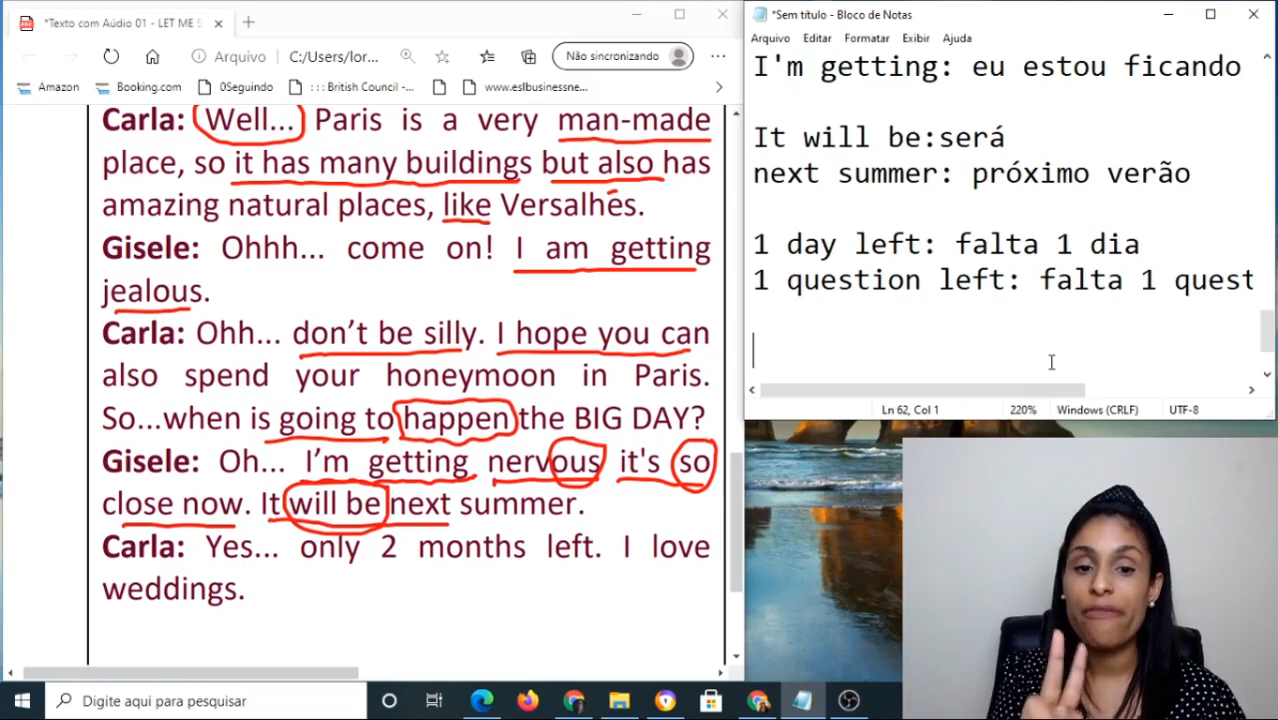 *Texto com Aúdio 01 - LET ME S
Arquivo
C:/Users/lor...
Não sincronizando
Amazon
Booking.com
0Seguindo
::: British Council -...
www.eslbusinessne...
Carla: Well... Paris is a very man-made
place, so it has many buildings but also has
amazing natural places, like Versalhes.
Gisele: Ohhh... come on! I am getting
jealous.
Carla: Ohh... don’t be silly. I hope you can
also spend your honeymoon in Paris.
So...when is going to happen the BIG DAY?
Gisele: Oh... I’m getting nervous it's so
close now. It will be next summer.
Carla: Yes... only 2 months left. I love
weddings.
*Sem título - Bloco de Notas
Arquivo Editar Formatar Exibir Ajuda
I'm getting: eu estou ficando
It will be:será
next summer: próximo verão
1 day left: falta 1 dia
1 question left: falta 1 quest
Ln 62, Col 1
220%
Windows (CRLF)
UTF-8
Digite aqui para pesquisar